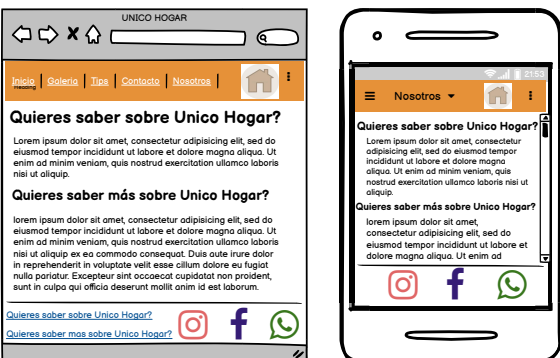 UNICO HOGAR
Inicio Galeria Tips Contacto Nosotros
Heading
Quieres saber sobre Unico Hogar?
Lorem ipsum dolor sit amet, consectetur adipisicing elit, sed do
eiusmod tempor incididunt ut labore et dolore magna aliqua. Ut
enim ad minim veniam, quis nostrud exercitation ullamco laboris
nisi ut aliquip.
Quieres saber más sobre Unico Hogar?
lorem ipsum dolor sit amet, consectetur adipisicing elit, sed do
eiusmod tempor incididunt ut labore et dolore magna aliqua. Ut
enim ad minim veniam, quis nostrud exercitation ullamco laboris
nisi ut aliquip ex ea commodo consequat. Duis aute irure dolor
in reprehenderit in voluptate velit esse cillum dolore eu fugiat
nulla pariatur. Excepteur sint occaecat cupidatat non proident,
sunt in culpa qui officia deserunt mollit anim id est laborum.
Quieres saber sobre Unico Hogar?
Quieres saber mas sobre Unico Hogar?
21:53
Nosotros
Quieres saber sobre Unico Hogar?
Lorem ipsum dolor sit amet, consectetur
adipisicing elit, sed do eiusmod tempor
incididunt ut labore et dolore magna
aliqua. Ut enim ad minim veniam, quis
nostrud exercitation ullamco laboris nisi ut
aliquip.
Quieres saber más sobre Unico Hogar?
lorem ipsum dolor sit amet,
consectetur adipisicing elit, sed do
eiusmod tempor incididunt ut labore et
dolore magna aliqua. Ut enim ad